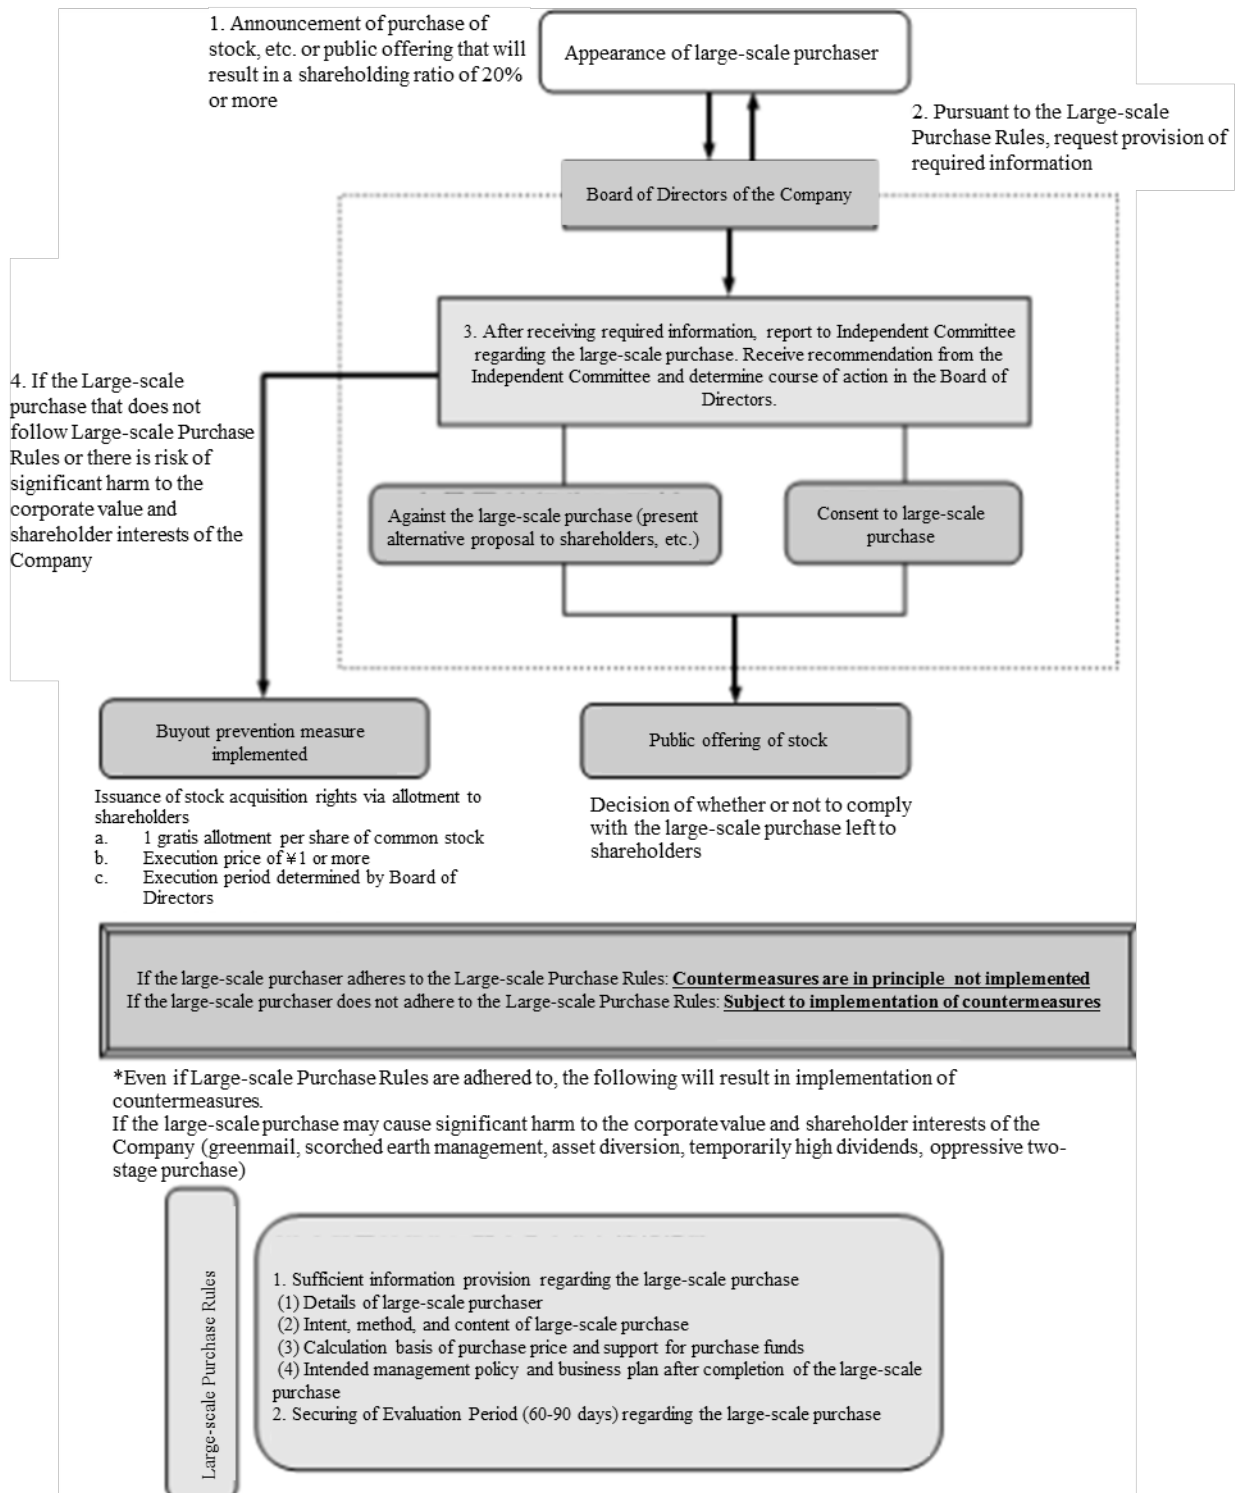 1. Announcement of purchase of
stock, etc. or public offering that will
result in a shareholding ratio of 20%
or more
Appearance of large-scale purchaser
2. Pursuant to the Large-scale
Purchase Rules, request provision of
required information
Board of Directors of the Company
3. After receiving required information, report to Independent Committee
regarding the large-scale purchase. Receive recommendation from the
Independent Committee and determine course of action in the Board of
Directors.
4. If the Large-scale
purchase that does not
follow Large-scale Purchase
Rules or there is risk of
significant harm to the
corporate value and
shareholder interests of the
Company
Against the large-scale purchase (present
alternative proposal to shareholders, etc.)
Consent to large-scale
purchase
Buyout prevention measure
implemented
Public offering of stock
Issuance of stock acquisition rights via allotment to
shareholders
a. 1 gratis allotment per share of common stock
b. Execution price of ¥1 or more
c. Execution period determined by Board of
Directors
Decision of whether or not to comply
with the large-scale purchase left to
shareholders
If the large-scale purchaser adheres to the Large-scale Purchase Rules: Countermeasures are in principle not implemented
If the large-scale purchaser does not adhere to the Large-scale Purchase Rules: Subject to implementation of countermeasures
*Even if Large-scale Purchase Rules are adhered to, the following will result in implementation of
countermeasures.
If the large-scale purchase may cause significant harm to the corporate value and shareholder interests of the
Company (greenmail, scorched earth management, asset diversion, temporarily high dividends, oppressive two-
stage purchase)
Large-scale Purchase Rules
1. Sufficient information provision regarding the large-scale purchase
(1) Details of large-scale purchaser
(2) Intent, method, and content of large-scale purchase
(3) Calculation basis of purchase price and support for purchase funds
(4) Intended management policy and business plan after completion of the large-scale
purchase
2. Securing of Evaluation Period (60-90 days) regarding the large-scale purchase